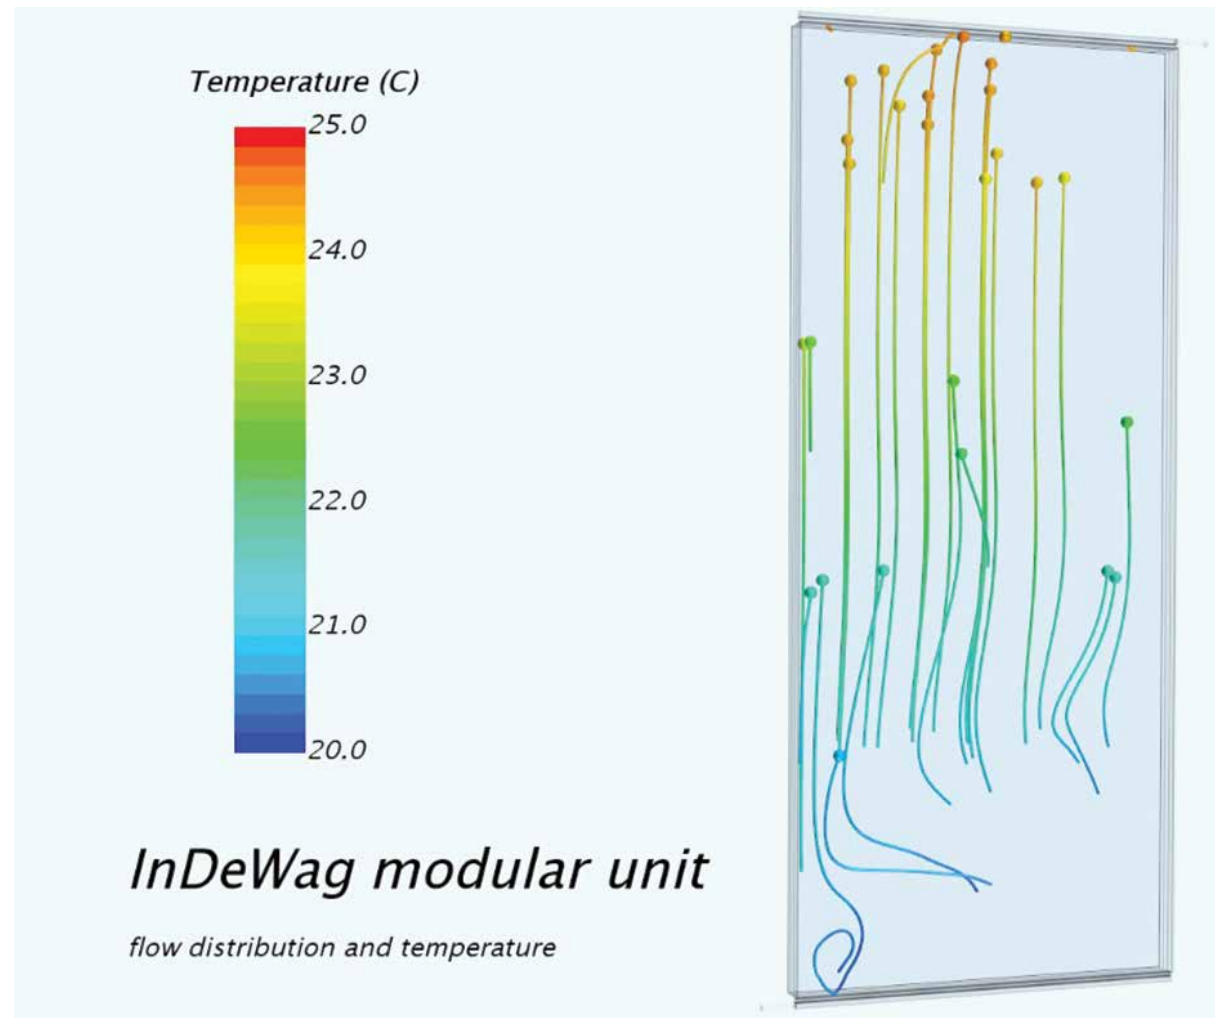 Temperature (C)
25.0
24.0
23.0
22.0
21.0
20.0
InDeWag modular unit
flow distribution and temperature